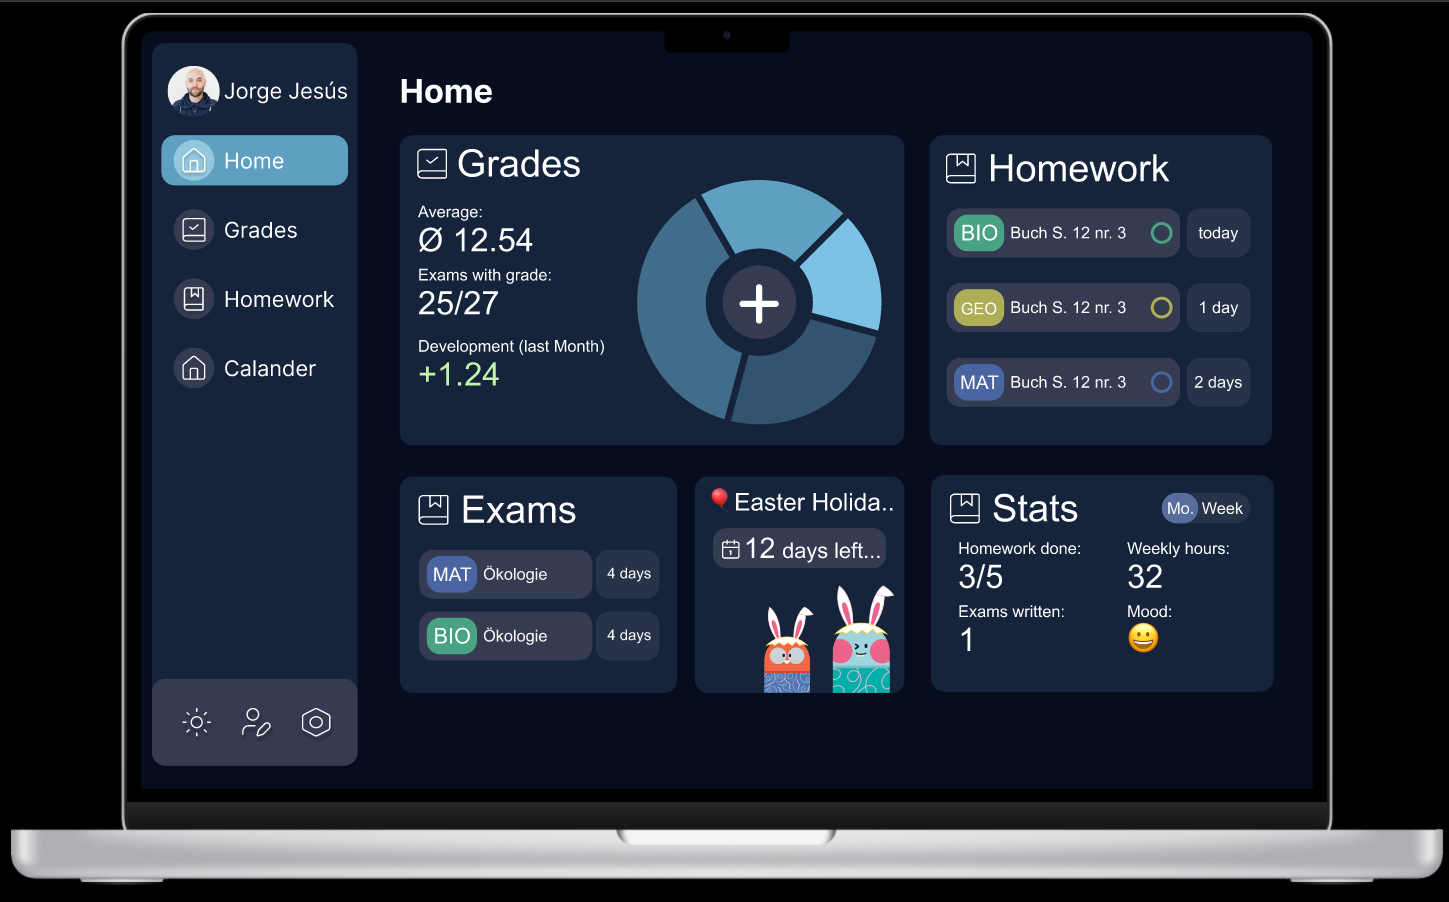 Jorge Jesús
Home
Grades
Homework
Calander
Home
Grades
Average:
Ø 12.54
Exams with grade:
25/27
Development (last Month)
+1.24
Homework
BIO Buch S. 12 nr. 3 today
GEO Buch S. 12 nr. 3 1 day
MAT Buch S. 12 nr. 3 2 days
Exams
MAT Ökologie 4 days
BIO Ökologie 4 days
Easter Holida..
1 12 days left...
Stats
Mo. Week
Homework done:
3/5
Weekly hours:
32
Exams written:
1
Mood: